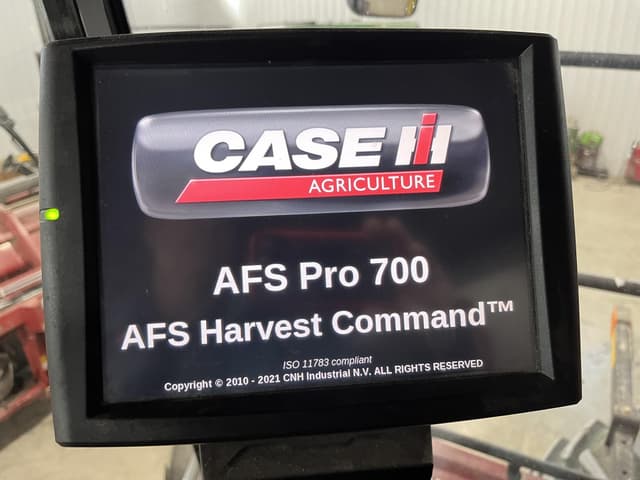 CASE IH
AGRICULTURE
AFS Pro 700
AFS Harvest Command™
ISO 11783 compliant
Copyright © 2010 - 2021 CNH Industrial N.V. ALL RIGHTS RESERVED